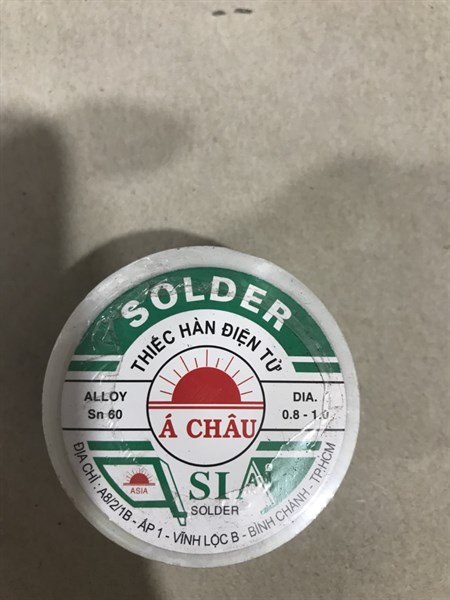 SOLDER
THIẾC HÀN ĐIỆN TỬ
ALLOY
Sn 60
DIA.
0.8 - 1.0
Á CHÂU
ASIA
SI
SOLDER
ĐỊA CHỈ : A8/2/1B - ẤP 1 - VĨNH LỘC B - BÌNH CHÁNH - TP.HCM